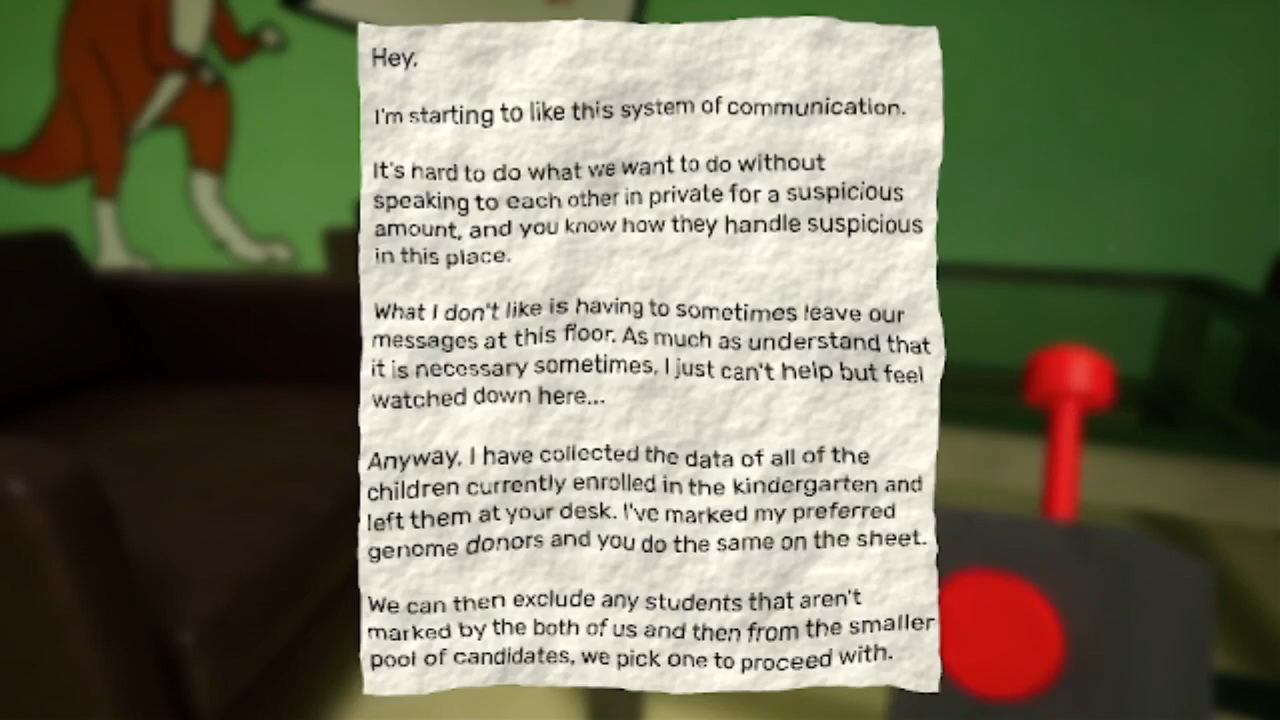 Hey.
I'm starting to like this system of communication.
It's hard to do what we want to do without
speaking to each other in private for a suspicious
amount, and you know how they handle suspicious
in this place.
What I don't like is having to sometimes leave our
messages at this floor. As much as understand that
it is necessary sometimes, I just can't help but feel
watched down here...
Anyway, I have collected the data of all of the
children currently enrolled in the kindergarten and
left them at your desk. I've marked my preferred
genome donors and you do the same on the sheet.
We can then exclude any students that aren't
marked by the both of us and then from the smaller
pool of candidates, we pick one to proceed with.